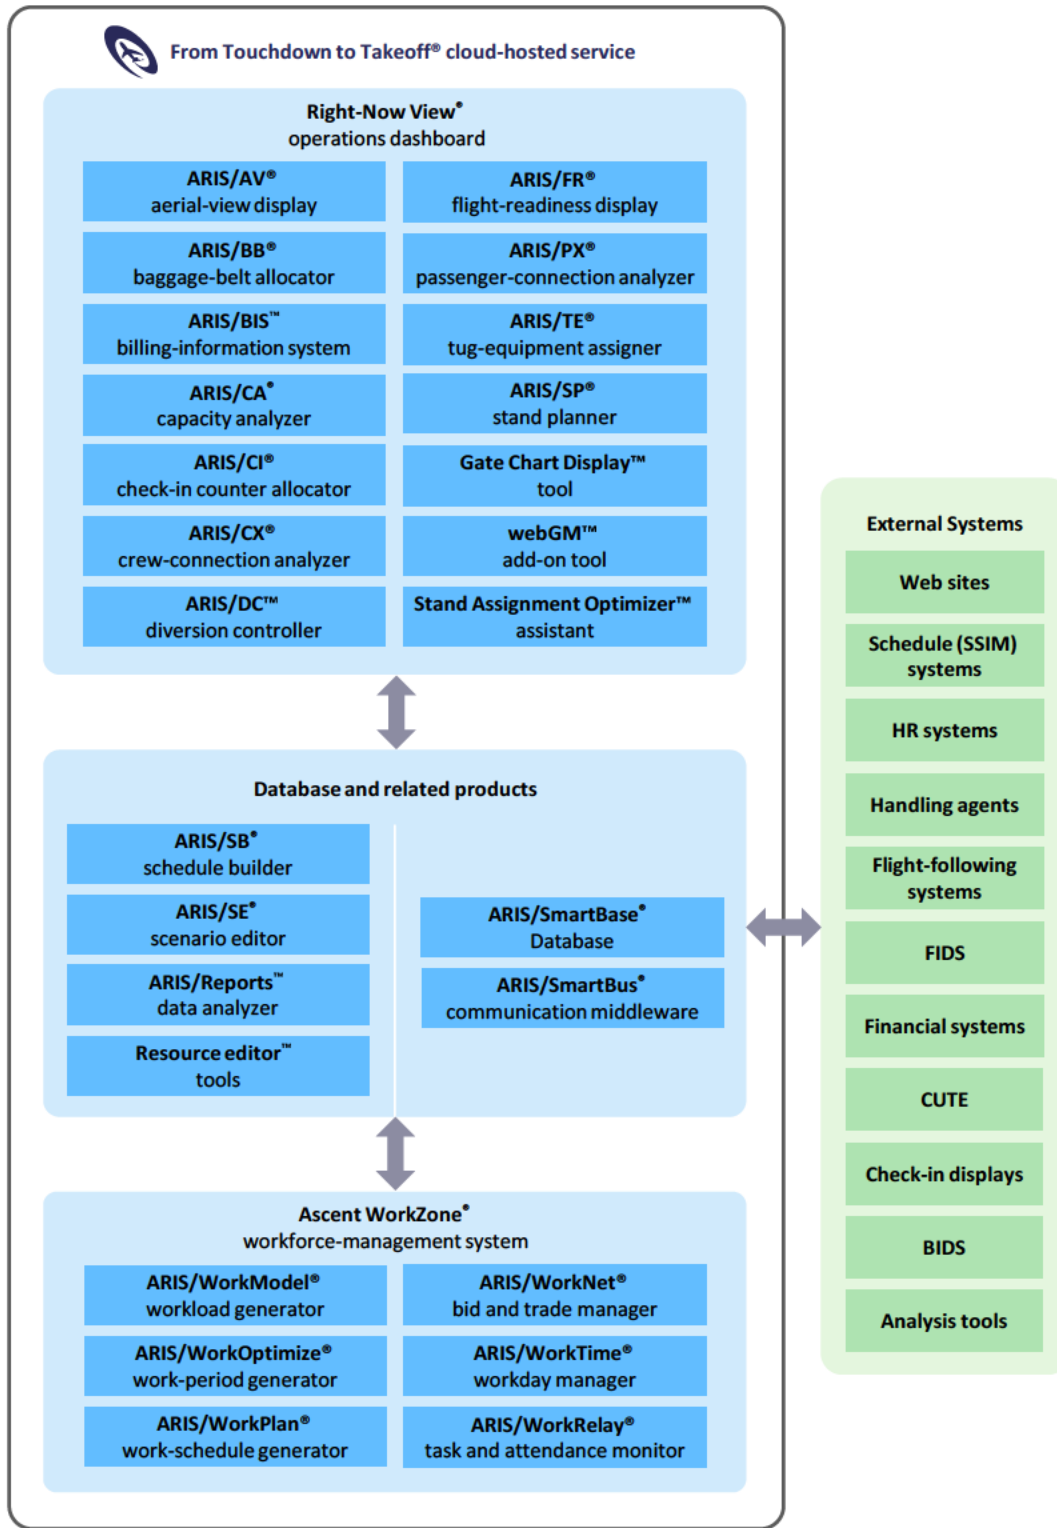 From Touchdown to Takeoff® cloud-hosted service
Right-Now View®
operations dashboard
ARIS/AV®
aerial-view display
ARIS/FR®
flight-readiness display
ARIS/BB®
baggage-belt allocator
ARIS/PX®
passenger-connection analyzer
ARIS/BIS™
billing-information system
ARIS/TE®
tug-equipment assigner
ARIS/CA®
capacity analyzer
ARIS/SP®
stand planner
ARIS/CI®
check-in counter allocator
Gate Chart Display™
tool
ARIS/CX®
crew-connection analyzer
webGM™
add-on tool
ARIS/DC™
diversion controller
Stand Assignment Optimizer™
assistant
Database and related products
ARIS/SB®
schedule builder
ARIS/SE®
scenario editor
ARIS/Reports™
data analyzer
Resource editor™
tools
ARIS/SmartBase®
Database
ARIS/SmartBus®
communication middleware
Ascent WorkZone®
workforce-management system
ARIS/WorkModel®
workload generator
ARIS/WorkNet®
bid and trade manager
ARIS/WorkOptimize®
work-period generator
ARIS/WorkTime®
workday manager
ARIS/WorkPlan®
work-schedule generator
ARIS/WorkRelay®
task and attendance monitor
External Systems
Web sites
Schedule (SSIM)
systems
HR systems
Handling agents
Flight-following
systems
FIDS
Financial systems
CUTE
Check-in displays
BIDS
Analysis tools